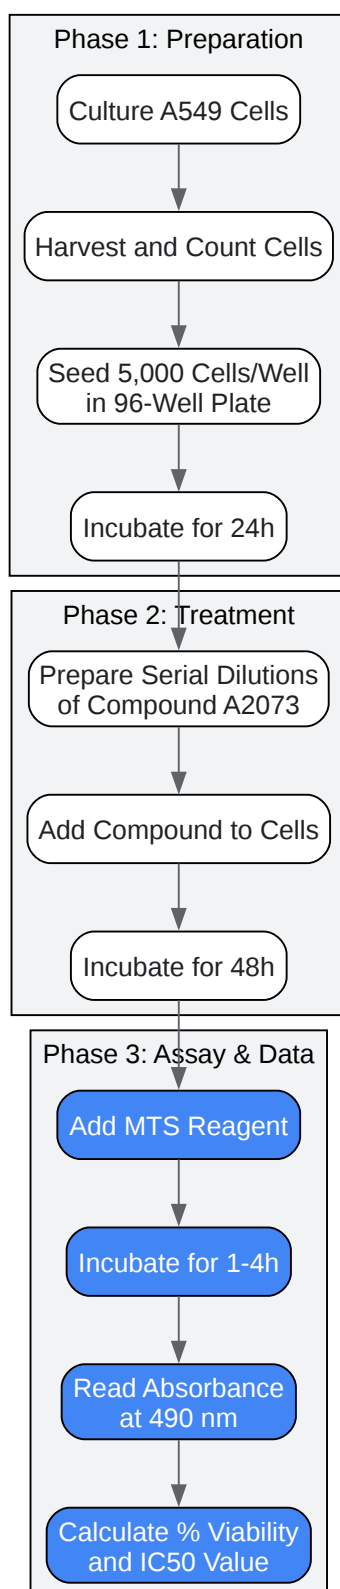 Phase 1: Preparation
Culture A549 Cells
Harvest and Count Cells
Seed 5,000 Cells/Well
in 96-Well Plate
Incubate for 24h
Phase 2: Treatment
Prepare Serial Dilutions
of Compound A2073
Add Compound to Cells
Incubate for 48h
Phase 3: Assay & Data
Add MTS Reagent
Incubate for 1-4h
Read Absorbance
at 490 nm
Calculate % Viability
and IC50 Value